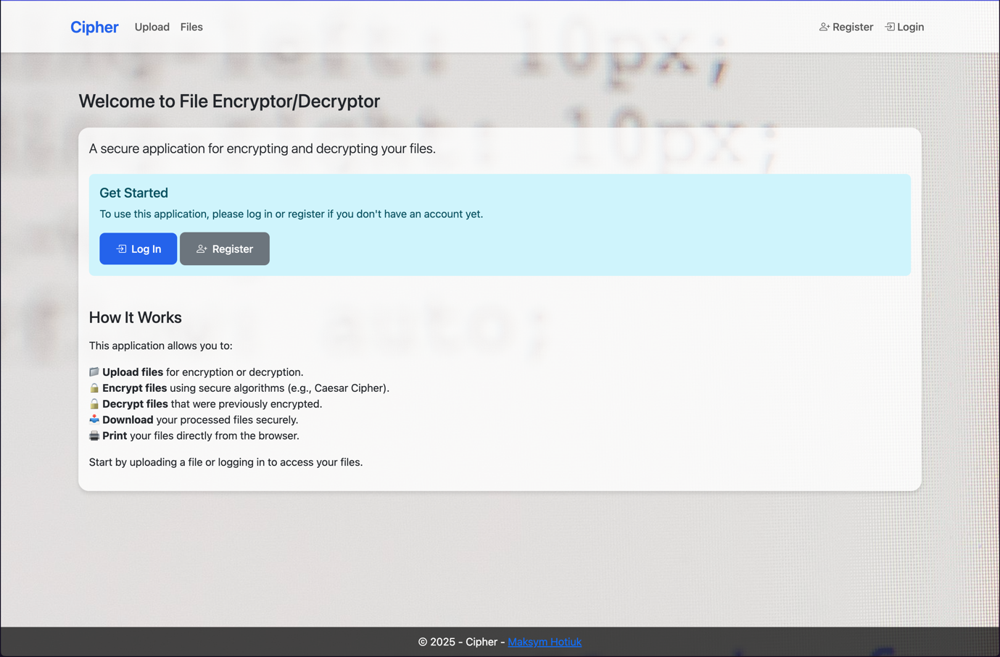 Cipher Upload Files Register Login
left: 10px;
Welcome to File Encryptor/Decryptor
10px;
A secure application for encrypting and decrypting your files.
Get Started
To use this application, please log in or register if you don't have an account yet.
Log In Register
auto;
How It Works
This application allows you to:
Upload files for encryption or decryption.
Encrypt files using secure algorithms (e.g., Caesar Cipher).
Decrypt files that were previously encrypted.
Download your processed files securely.
Print your files directly from the browser.
Start by uploading a file or logging in to access your files.
© 2025 - Cipher - Maksym Hotiuk